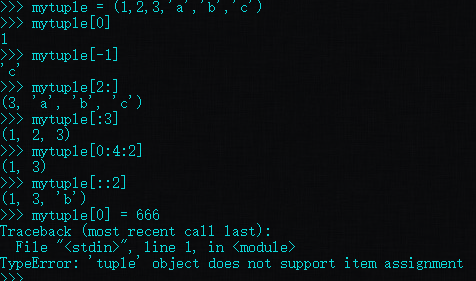 >>> mytuple = (1,2,3,'a','b','c')
>>> mytuple[0]
1
>>> mytuple[-1]
'c'
>>> mytuple[2:]
(3, 'a', 'b', 'c')
>>> mytuple[:3]
(1, 2, 3)
>>> mytuple[0:4:2]
(1, 3)
>>> mytuple[::2]
(1, 3, 'b')
>>> mytuple[0] = 666
Traceback (most recent call last):
  File "<stdin>", line 1, in <module>
TypeError: 'tuple' object does not support item assignment
>>>